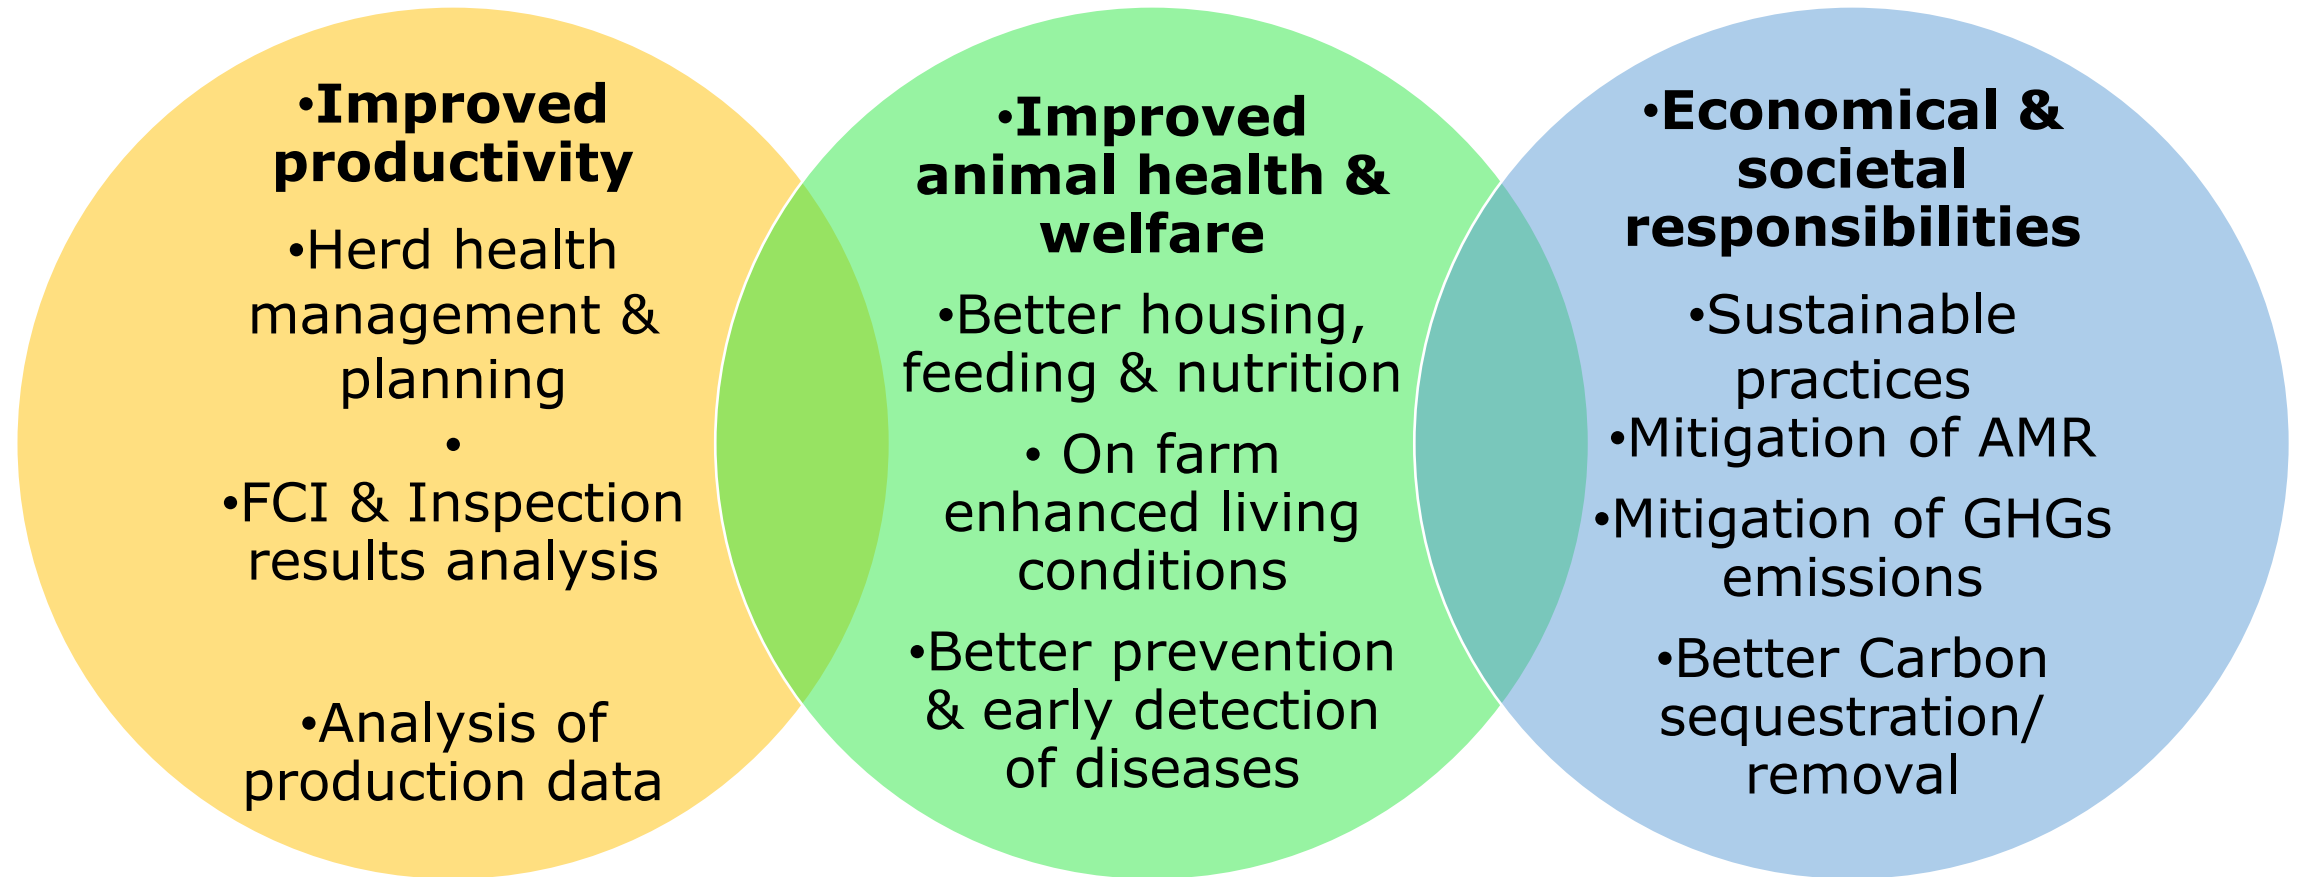 •Improved
productivity
•Herd health
management &
planning
•
•FCI & Inspection
results analysis
•Analysis of
production data
•Improved
animal health &
welfare
•Better housing,
feeding & nutrition
• On farm
enhanced living
conditions
•Better prevention
& early detection
of diseases
•Economical &
societal
responsibilities
•Sustainable
practices
•Mitigation of AMR
•Mitigation of GHGs
emissions
•Better Carbon
sequestration/
removal